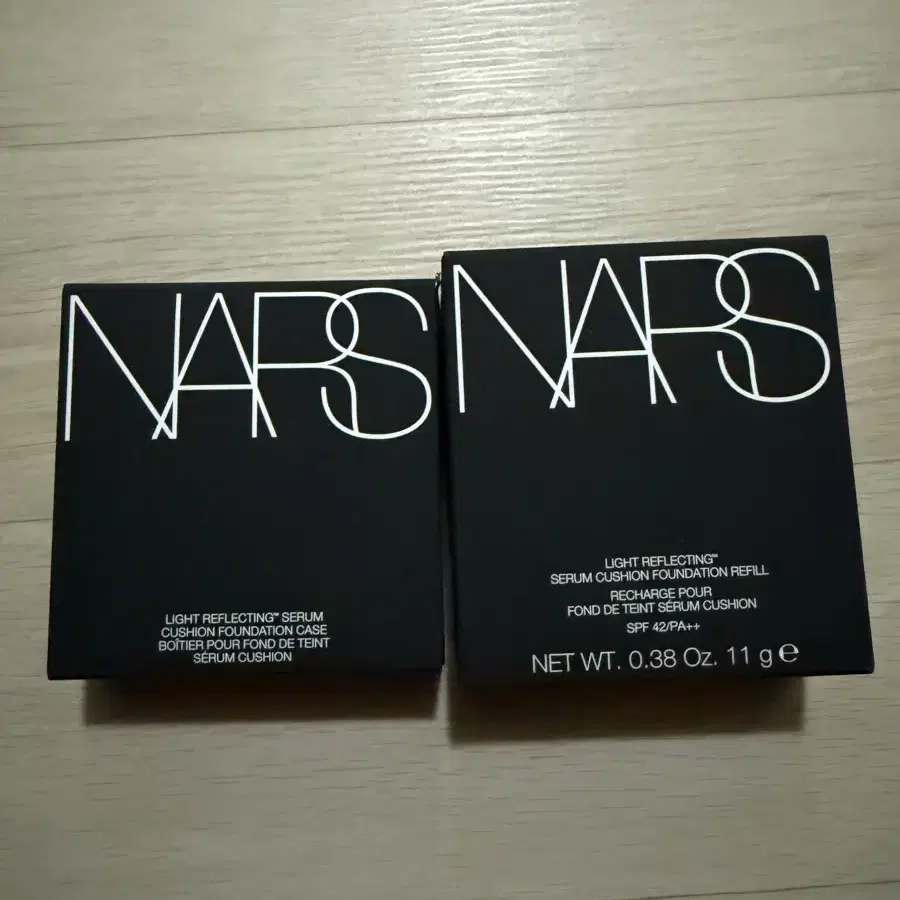 NARS
LIGHT REFLECTING™ SERUM
CUSHION FOUNDATION CASE
BOÎTIER POUR FOND DE TEINT
SÉRUM CUSHION
NARS
LIGHT REFLECTING™
SERUM CUSHION FOUNDATION REFILL
RECHARGE POUR
FOND DE TEINT SÉRUM CUSHION
SPF 42/PA++
NET WT. 0.38 Oz. 11 g ℮